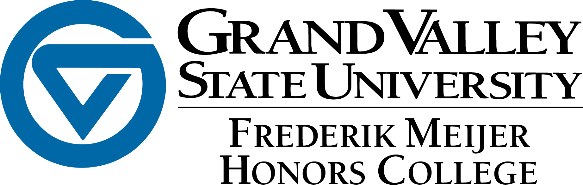 GRAND VALLEY
STATE UNIVERSITY
FREDERIK MEIJER
HONORS COLLEGE